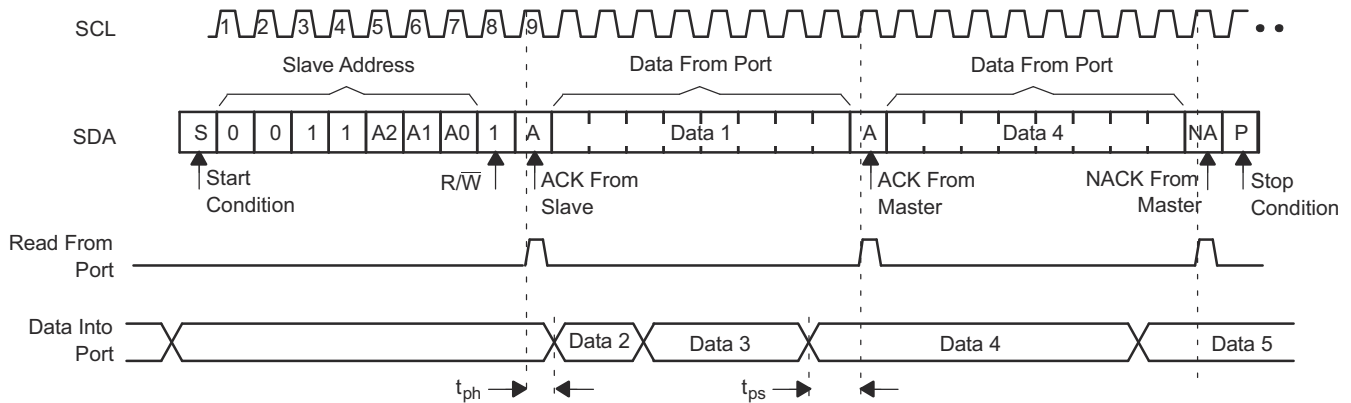 SCL
1 2 3 4 5 6 7 8 9
Slave Address
Data From Port
Data From Port
SDA
S 0 0 1 1 A2 A1 A0 1 A Data 1 A Data 4 NA P
Start
Condition
R/W
ACK From
Slave
ACK From
Master
NACK From
Master
Stop
Condition
Read From
Port
Data Into
Port
Data 2 Data 3 Data 4 Data 5
tph
tps